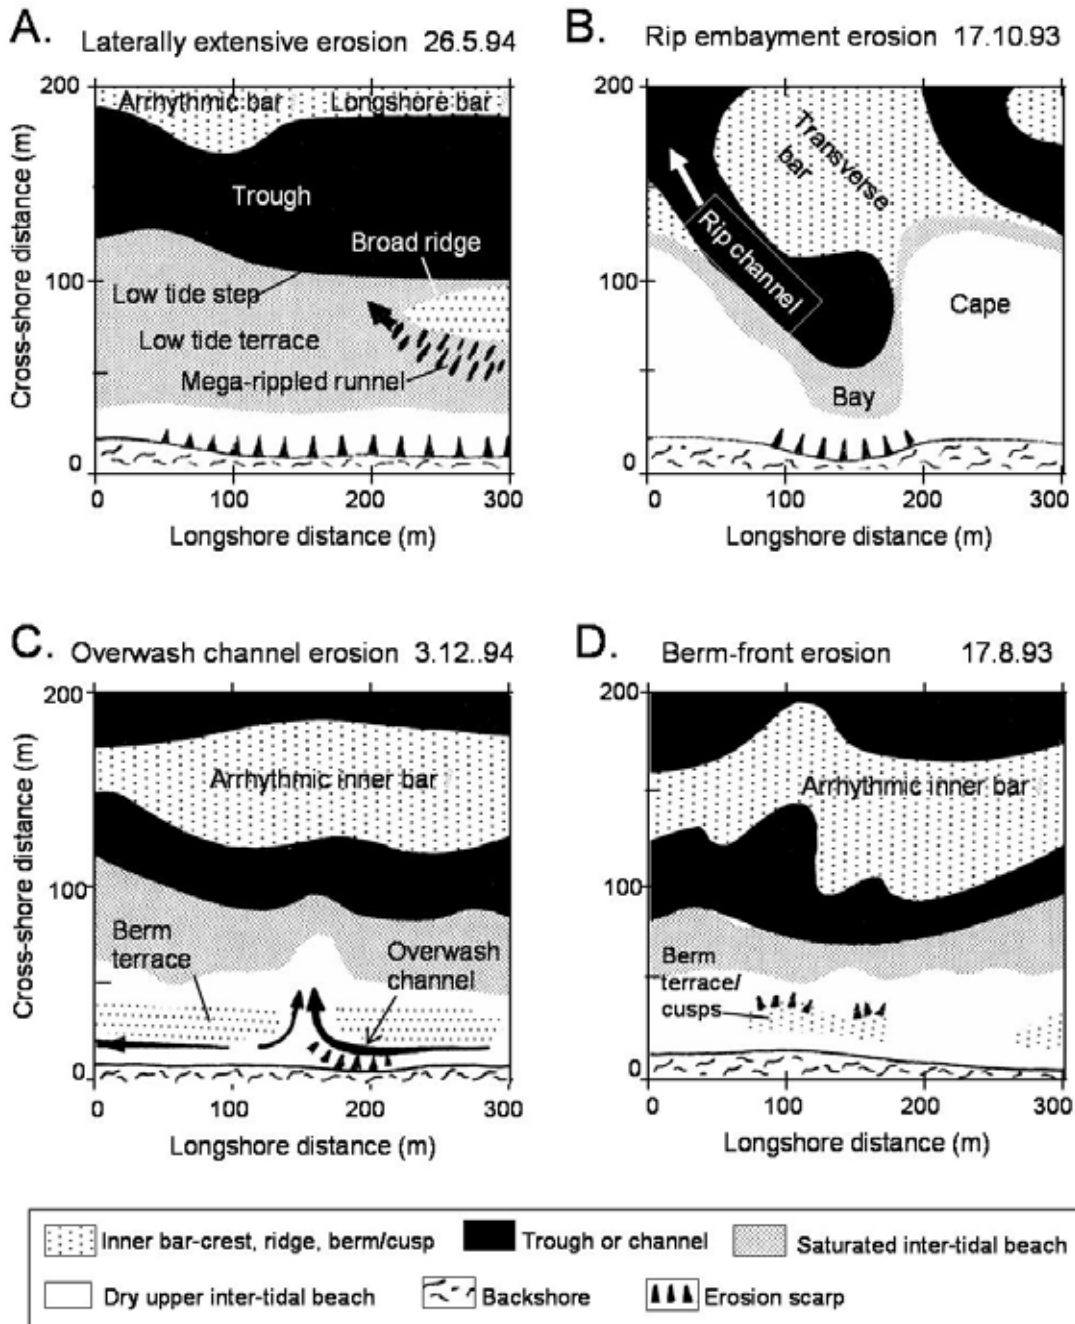 A. Laterally extensive erosion 26.5.94
200
Arrhythmic bar Longshore bar
Trough
Broad ridge
100
Low tide step
Low tide terrace
Mega-rippled runnel
0
Cross-shore distance (m)
0 100 200 300
Longshore distance (m)
B. Rip embayment erosion 17.10.93
200
Transverse
bar
Rip channel
100
Cape
Bay
0
0 100 200 300
Longshore distance (m)
C. Overwash channel erosion 3.12..94
200
Arrhythmic inner bar
100
Berm
terrace
Overwash
channel
0
Cross-shore distance (m)
0 100 200 300
Longshore distance (m)
D. Berm-front erosion 17.8.93
200
Arrhythmic inner bar
100
Berm
terrace/
cusps
0
0 100 200 300
Longshore distance (m)
Inner bar-crest, ridge, berm/cusp Trough or channel Saturated inter-tidal beach
Dry upper inter-tidal beach Backshore Erosion scarp